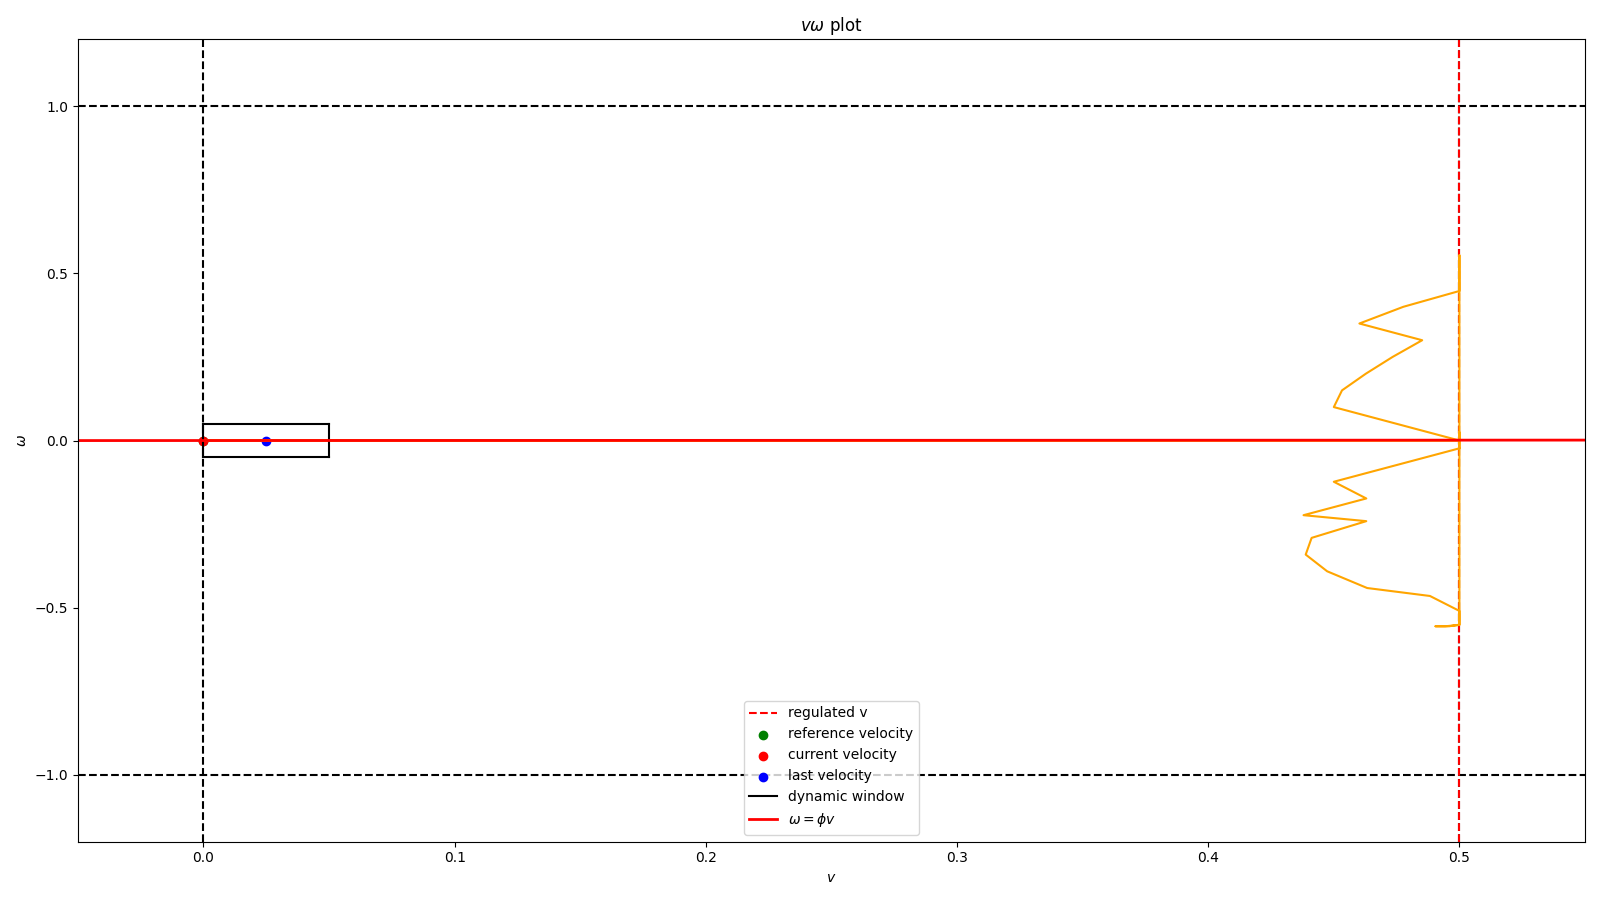 vω plot
1.0
0.5
0.0
−0.5
−1.0
ω
regulated v
reference velocity
current velocity
last velocity
dynamic window
ω = ϕv
0.0 0.1 0.2 0.3 0.4 0.5
v